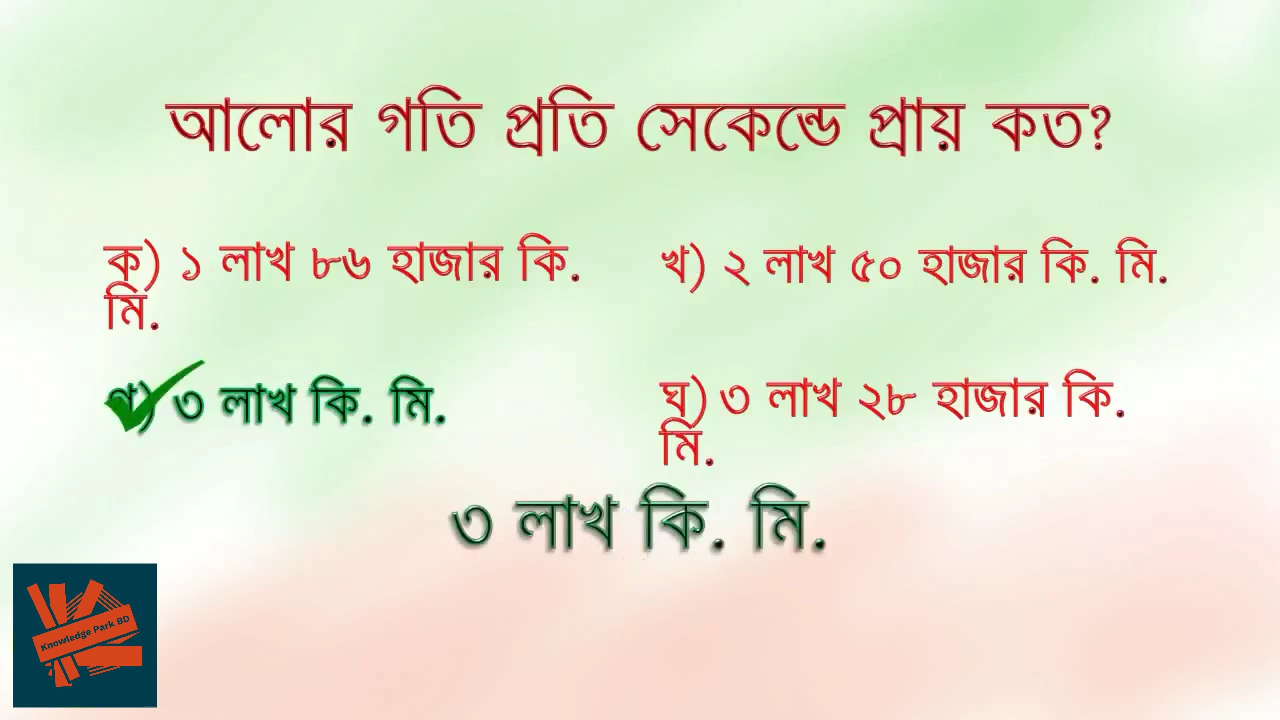 আলোর গতি প্রতি সেকেন্ডে প্রায় কত?
ক) ১ লাখ ৮৬ হাজার কি.
মি.
খ) ২ লাখ ৫০ হাজার কি. মি.
গ) ৩ লাখ কি. মি.
ঘ) ৩ লাখ ২৮ হাজার কি.
মি.
৩ লাখ কি. মি.
Knowledge Park BD